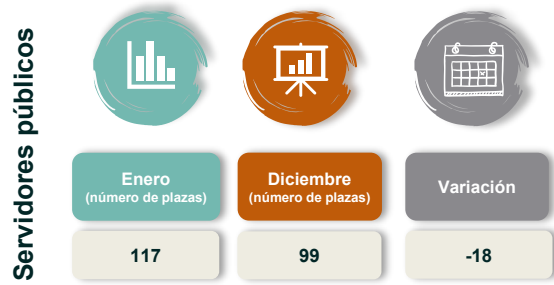 Servidores públicos
Enero
(número de plazas)
Diciembre
(número de plazas)
Variación
117
99
-18